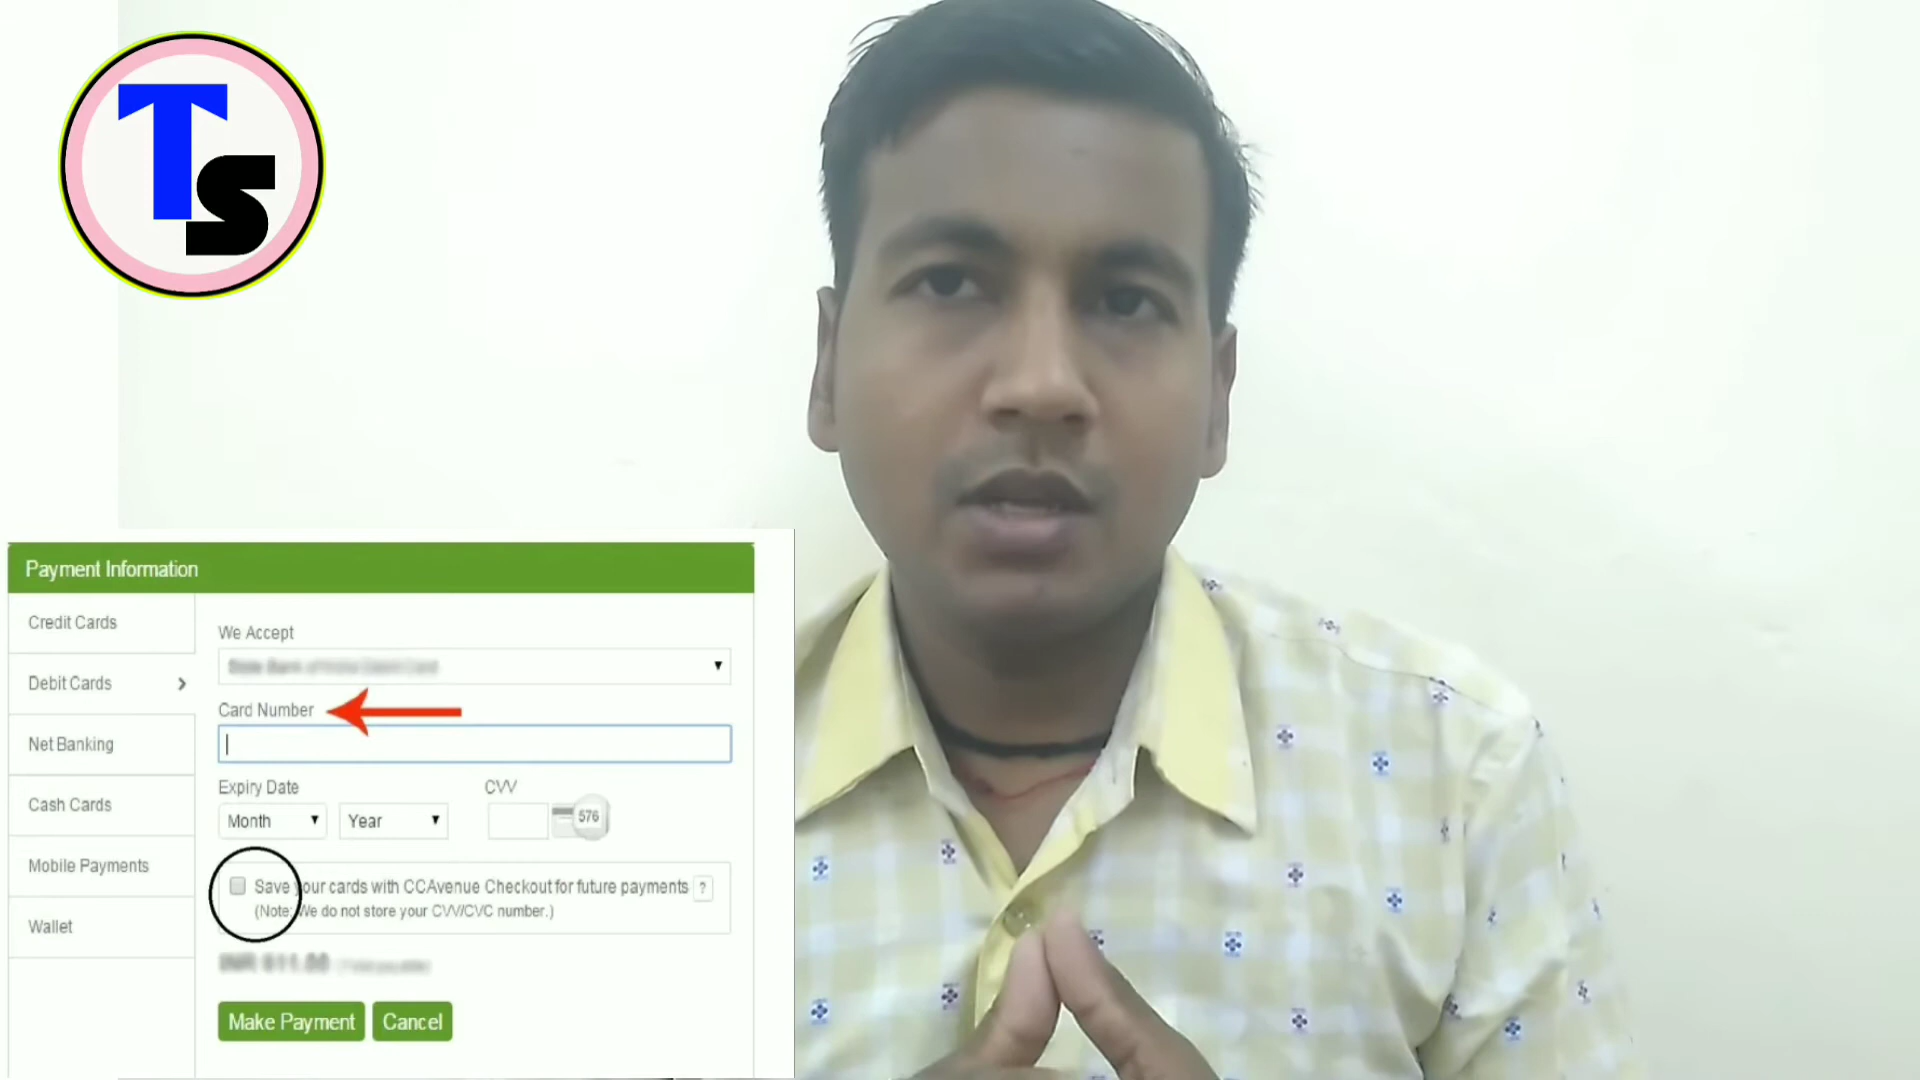 TS
Payment Information
Credit Cards
Debit Cards
Net Banking
Cash Cards
Mobile Payments
Wallet
We Accept
Card Number
Expiry Date
CVV
Month
Year
576
Save your cards with CCAvenue Checkout for future payments ?
(Note: We do not store your CVV/CVC number.)
Make Payment
Cancel